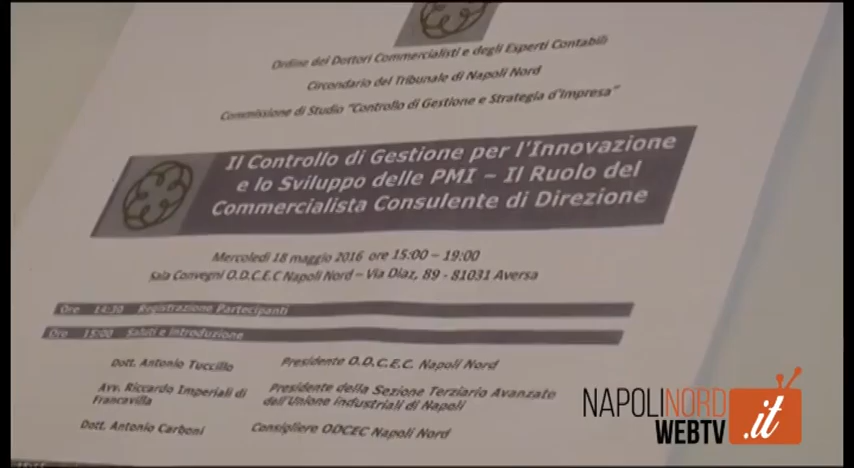 Ordine dei Dottori Commercialisti e degli Esperti Contabili
Circondario del Tribunale di Napoli Nord
Commissione di Studio "Controllo di Gestione e Strategia d'Impresa"
Il Controllo di Gestione per l'Innovazione
e lo Sviluppo delle PMI – Il Ruolo del
Commercialista Consulente di Direzione
Mercoledì 18 maggio 2016 ore 15:00 – 19:00
Sala Convegni O.D.C.E.C Napoli Nord – Via Diaz, 89 - 81031 Aversa
Ore 14:30 Registrazione Partecipanti
Ore 15:00 Saluti e Introduzione
Dott. Antonio Tuccillo Presidente O.D.C.E.C. Napoli Nord
Avv. Riccardo Imperiali di Francavilla Presidente della Sezione Terziario Avanzato
dell'Unione industriali di Napoli
Dott. Antonio Carboni Consigliere ODCEC Napoli Nord
NAPOLINORD
WEBTV .it